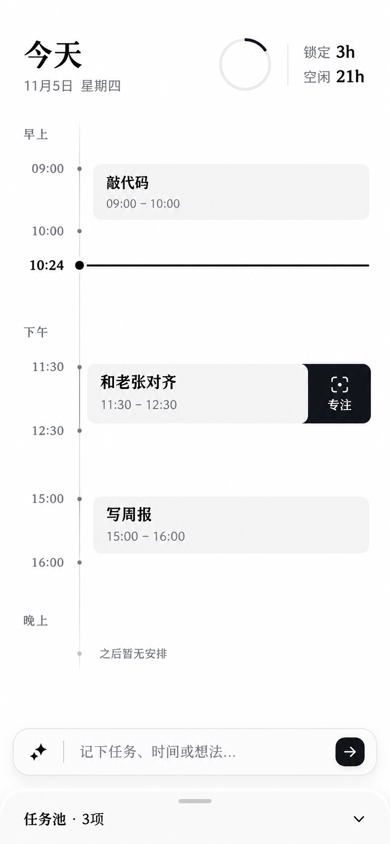 今天
11月5日 星期四
锁定 3h
空闲 21h
早上
09:00
敲代码
09:00 – 10:00
10:00
10:24
下午
11:30
和老张对齐
11:30 – 12:30
专注
12:30
15:00
写周报
15:00 – 16:00
16:00
晚上
之后暂无安排
记下任务、时间或想法…
任务池 · 3项